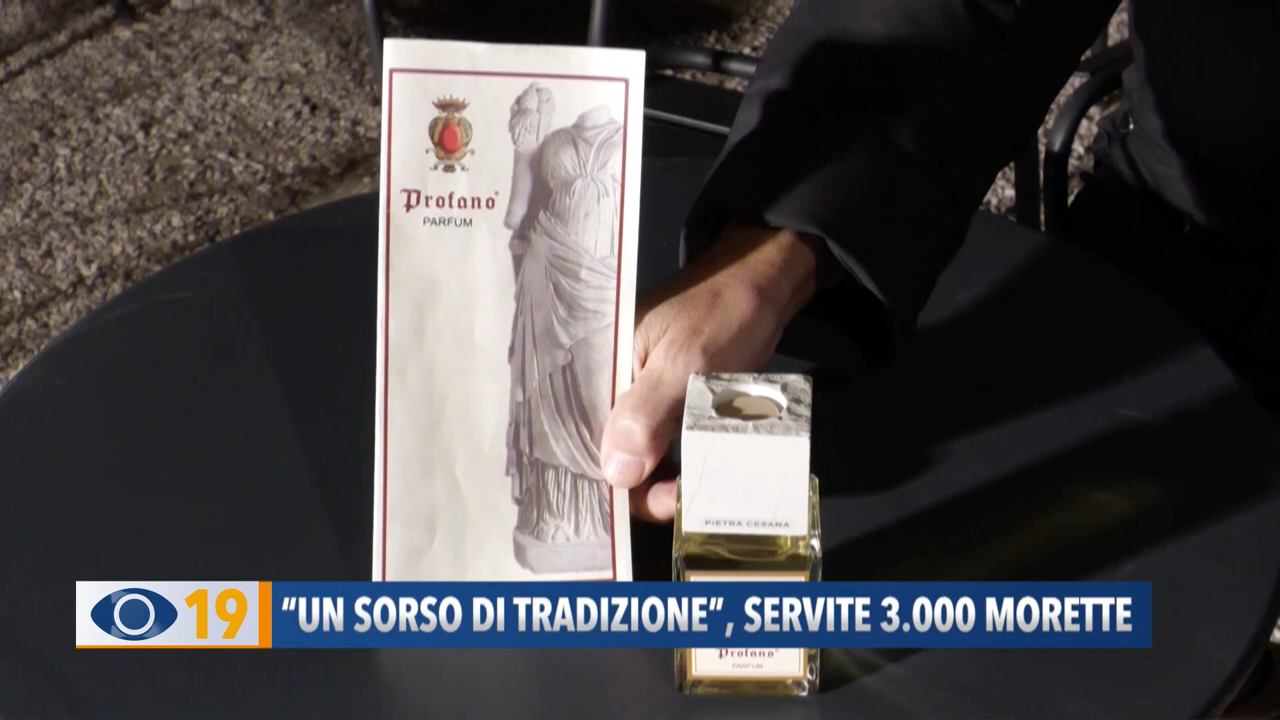 Profano®
PARFUM
PIETRA CESANA
19 "UN SORSO DI TRADIZIONE", SERVITE 3.000 MORETTE
Profano®
PARFUM